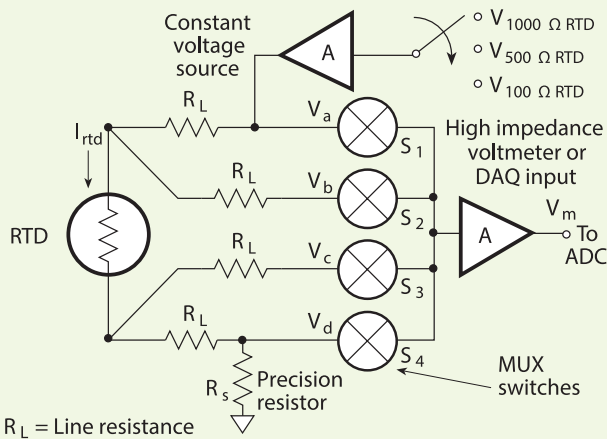 Constant
voltage
source
A
V1000 Ω RTD
V500 Ω RTD
V100 Ω RTD
RL
Va
S1
Irtd
High impedance
voltmeter or
DAQ input
RL
Vb
S2
Vm
RTD
A
To
ADC
RL
Vc
S3
RL
Vd
S4
Rs
Precision
resistor
MUX
switches
RL = Line resistance